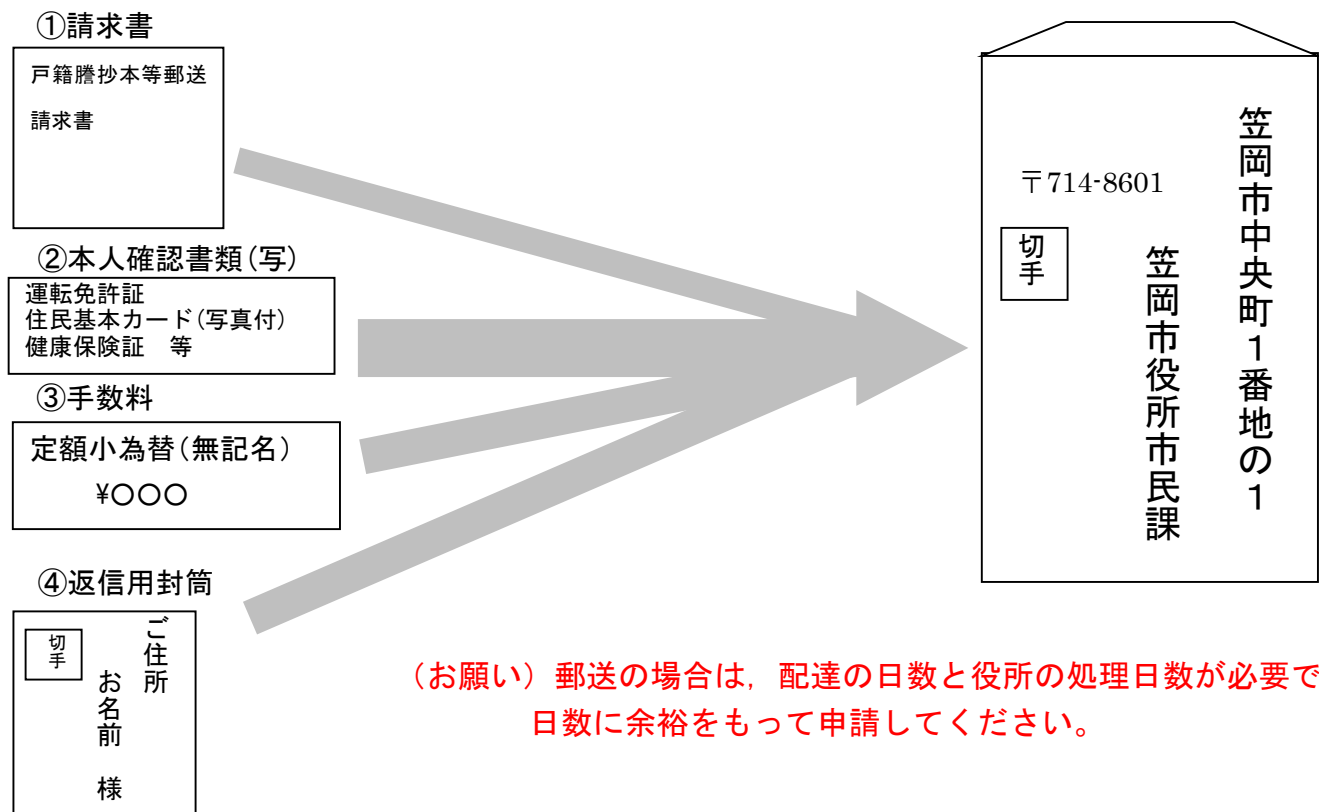 ①請求書
戸籍謄抄本等郵送
請求書
②本人確認書類(写)
運転免許証
住民基本カード(写真付)
健康保険証　等
③手数料
定額小為替(無記名)
¥〇〇〇
④返信用封筒
切手
ご住所
お名前　様
〒714-8601
切手
笠岡市中央町1番地の1
笠岡市役所市民課
（お願い）郵送の場合は，配達の日数と役所の処理日数が必要で
日数に余裕をもって申請してください。